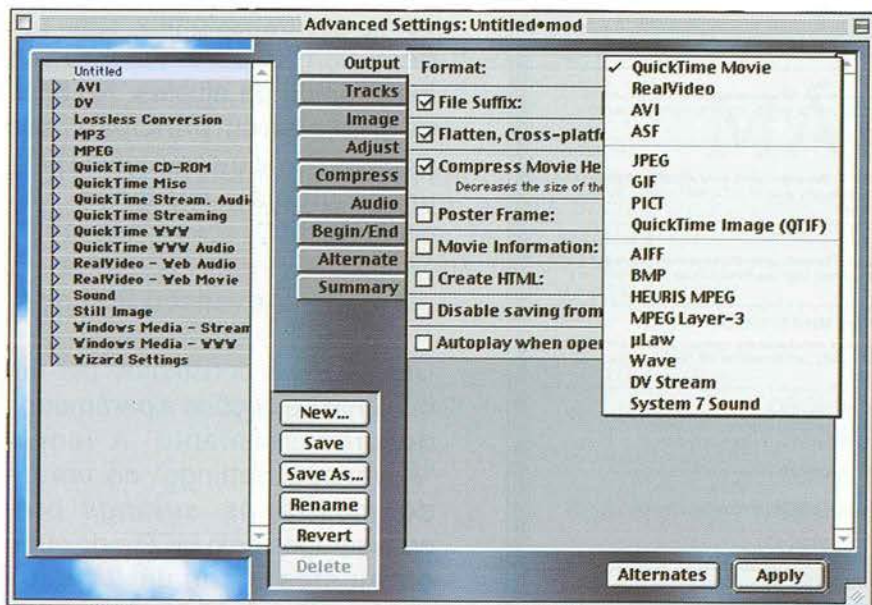 Advanced Settings: Untitled•mod
Untitled
AVI
DV
Lossless Conversion
MP3
MPEG
QuickTime CD-ROM
QuickTime Misc
QuickTime Stream. Audio
QuickTime Streaming
QuickTime WWW
QuickTime WWW Audio
RealVideo - Web Audio
RealVideo - Web Movie
Sound
Still Image
Windows Media - Stream
Windows Media - WWW
Wizard Settings
New...
Save
Save As...
Rename
Revert
Delete
Output
Tracks
Image
Adjust
Compress
Audio
Begin/End
Alternate
Summary
Format:
File Suffix:
Flatten, Cross-platf
Compress Movie He
Decreases the size of the
Poster Frame:
Movie Information:
Create HTML:
Disable saving from
Autoplay when open
✓ QuickTime Movie
RealVideo
AVI
ASF
JPEG
GIF
PICT
QuickTime Image (QTIF)
AIFF
BMP
HEURIS MPEG
MPEG Layer-3
µLaw
Wave
DV Stream
System 7 Sound
Alternates
Apply